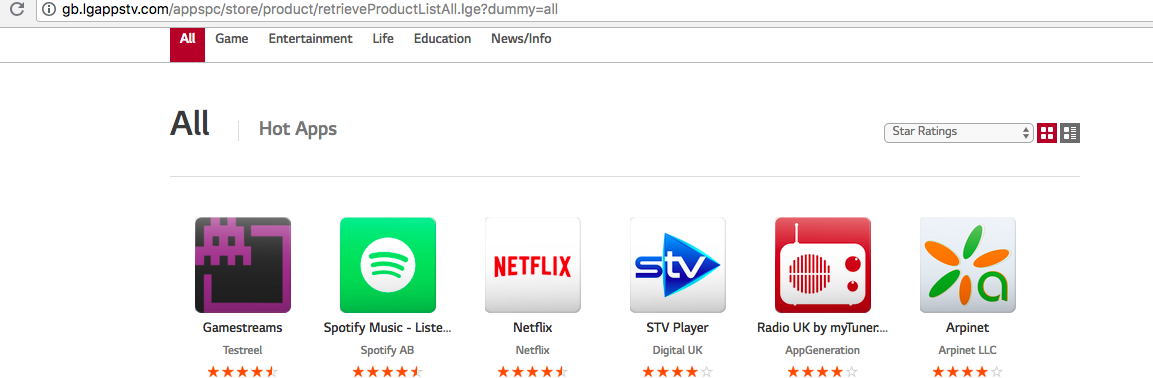 gb.lgappstv.com/appspc/store/product/retrieveProductListAll.lge?dummy=all
All Game Entertainment Life Education News/Info
All Hot Apps
Star Ratings
NETFLIX
stv
a
Gamestreams Spotify Music - Liste... Netflix STV Player Radio UK by myTuner.... Arpinet
Testreel Spotify AB Netflix Digital UK AppGeneration Arpinet LLC